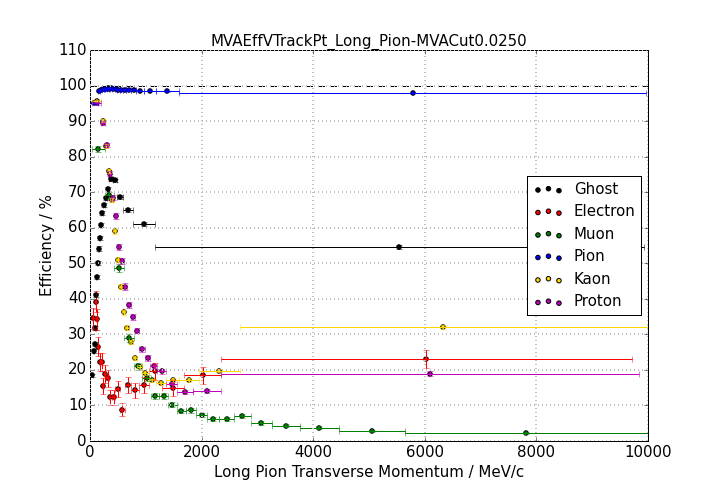 MVAEffVTrackPt_Long_Pion-MVACut0.0250
Efficiency / %
110
100
90
80
70
60
50
40
30
20
10
0
Ghost
Electron
Muon
Pion
Kaon
Proton
0 2000 4000 6000 8000 10000
Long Pion Transverse Momentum / MeV/c